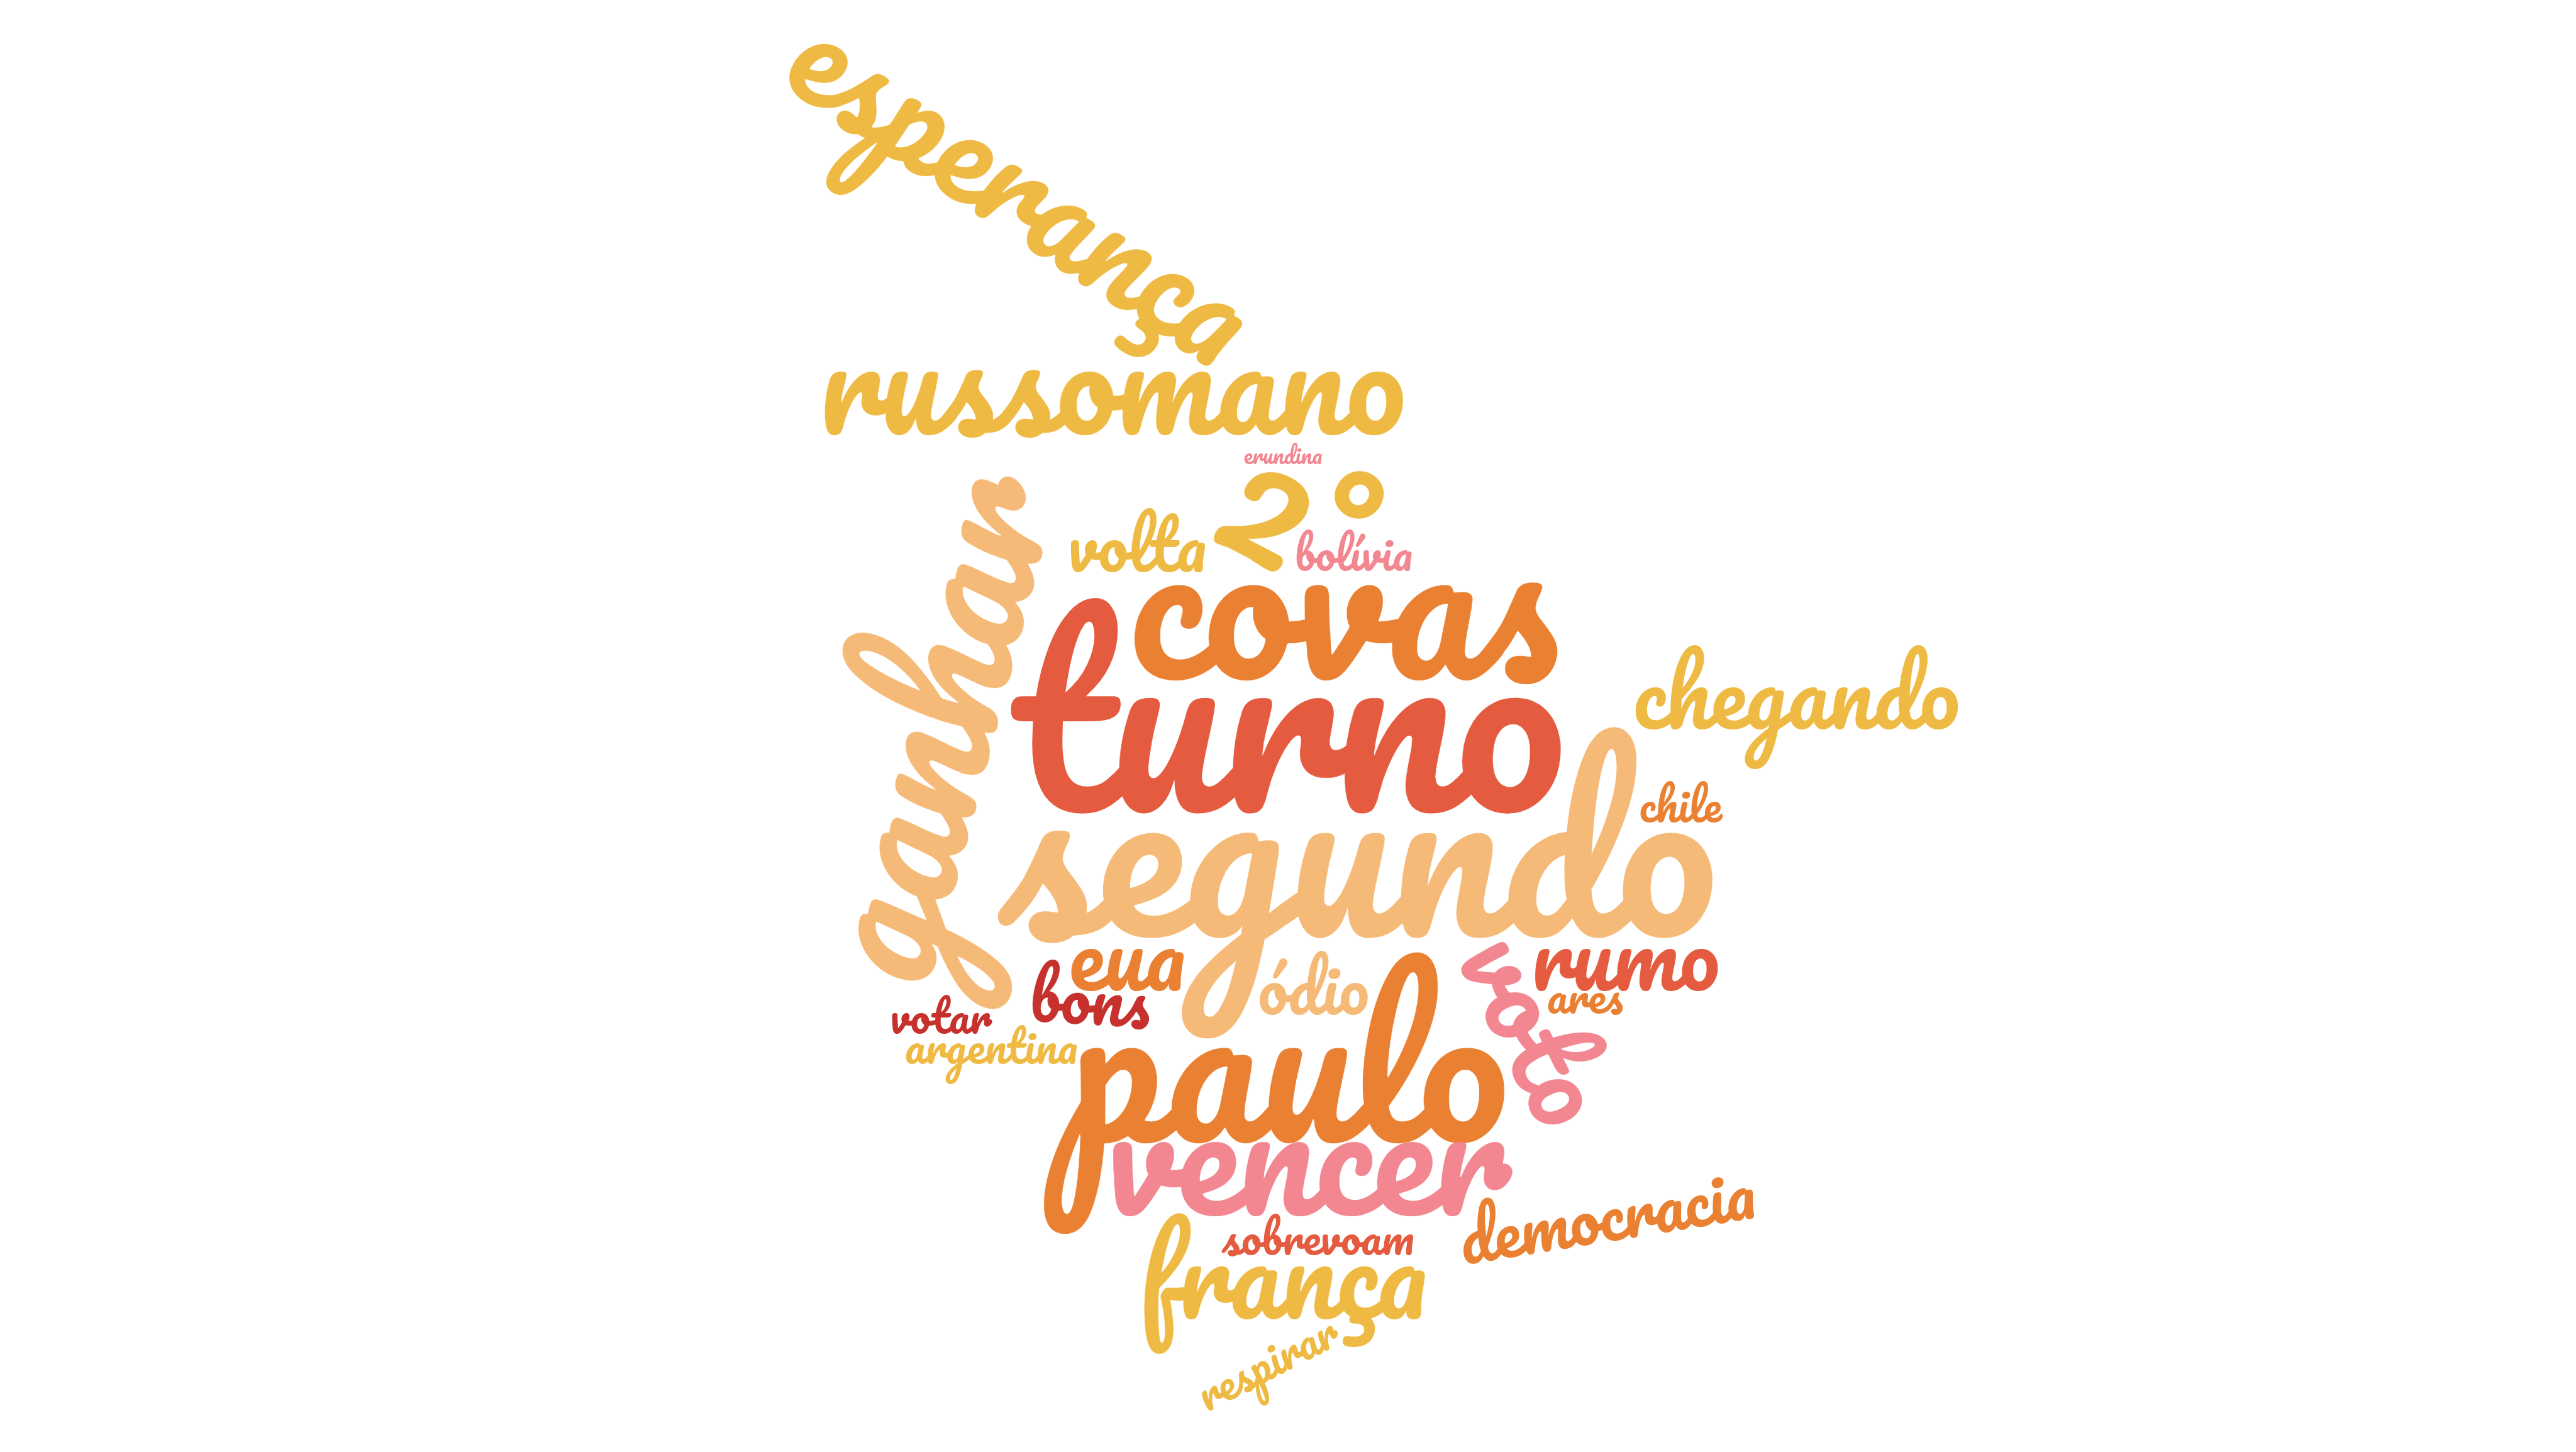 esperança
russomano
erundina
2º
volta
bolívia
covas
ganhar
turno
chegando
chile
segundo
eua
ódio
voto
rumo
bons
ares
votar
argentina
paulo
vencer
democracia
sobrevoam
frança
respirar